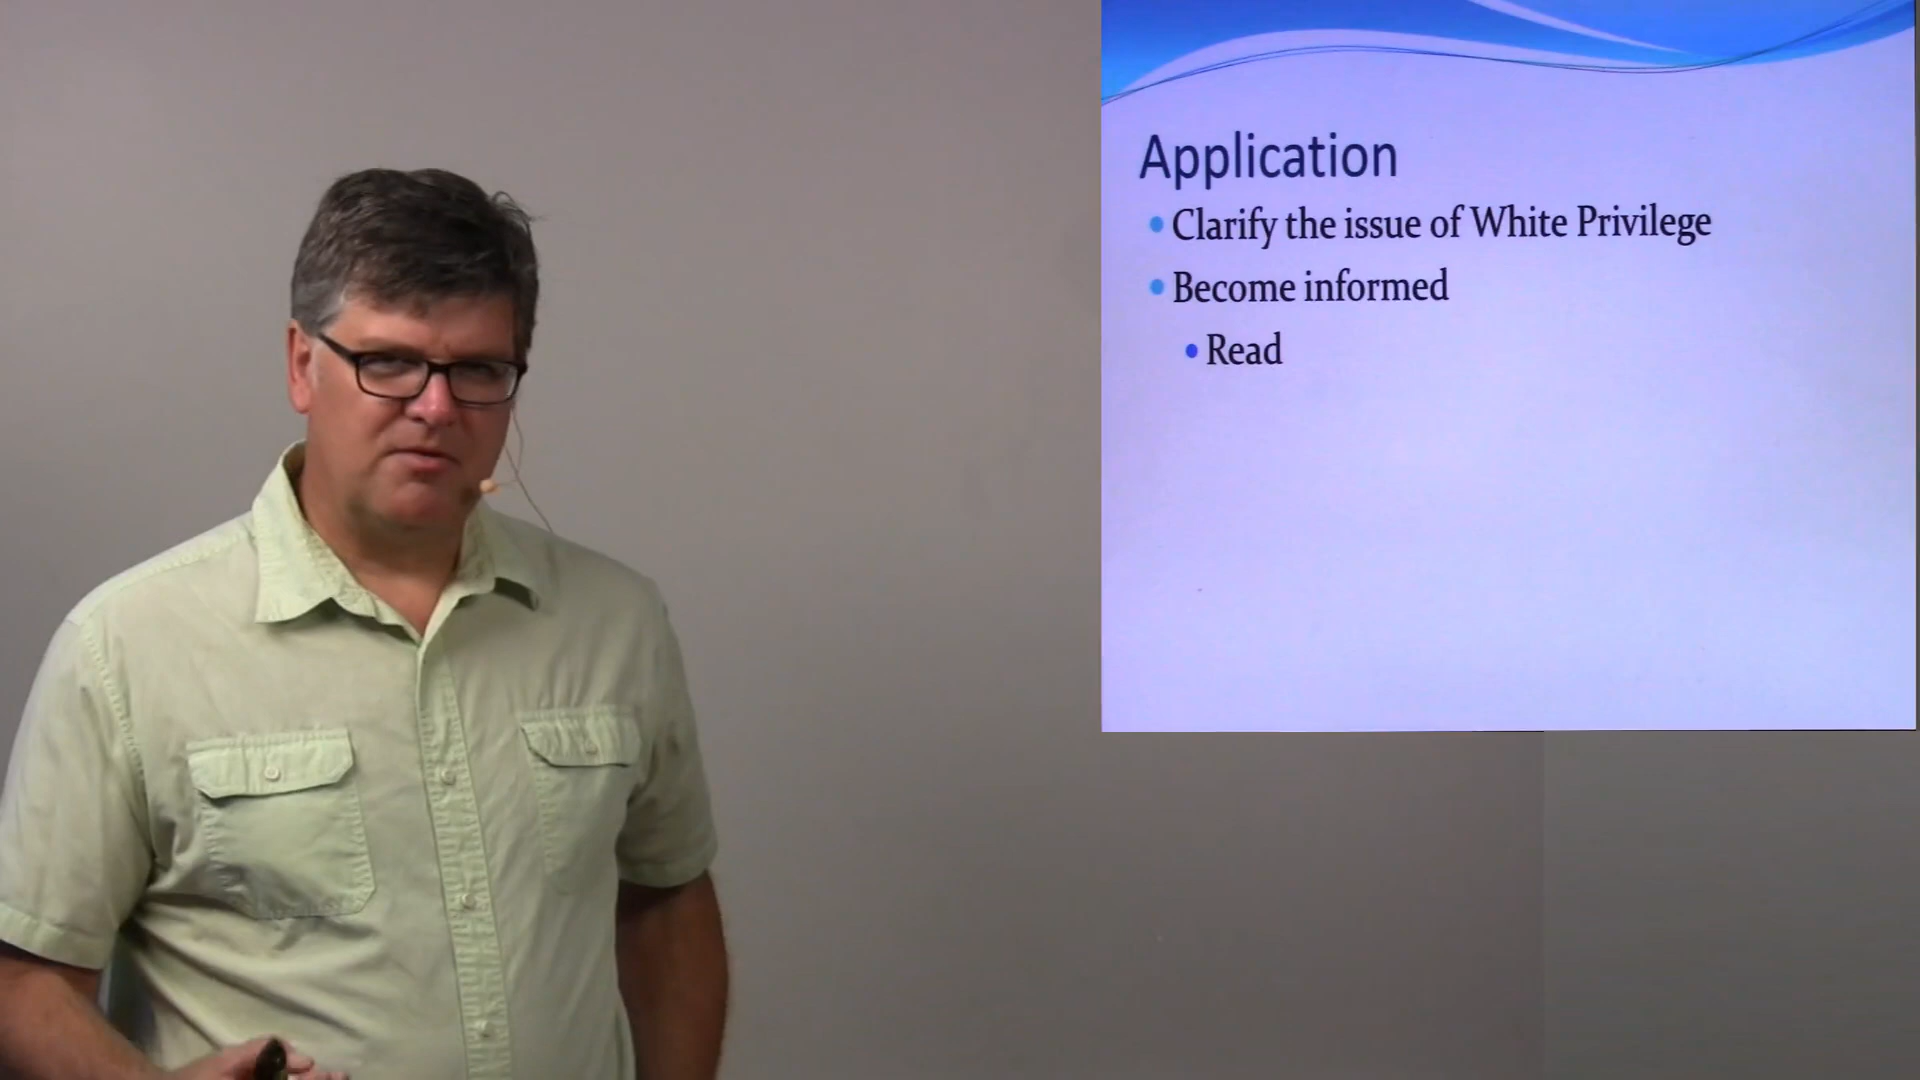 Application
Clarify the issue of White Privilege
Become informed
Read